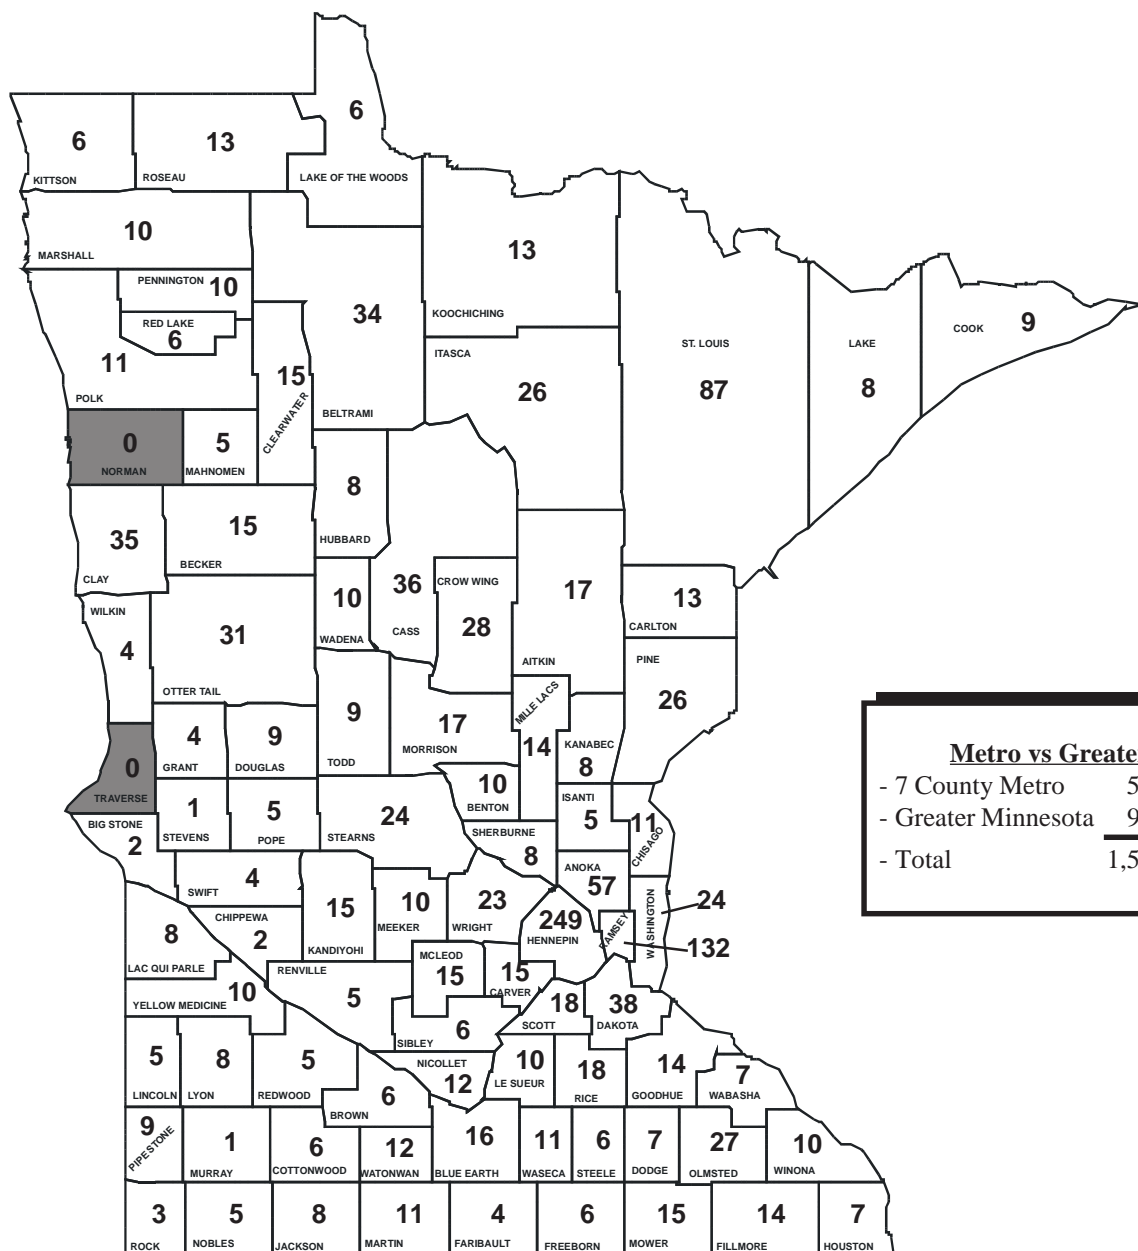 6
6
13
KITTSON
ROSEAU
LAKE OF THE WOODS
10
MARSHALL
13
KOOCHICHING
PENNINGTON 10
RED LAKE
6
34
BELTRAMI
ST. LOUIS
87
LAKE
8
COOK
9
11
POLK
15
CLEARWATER
ITASCA
26
0
NORMAN
5
MAHNOMEN
8
HUBBARD
35
CLAY
15
BECKER
WILKIN
4
31
OTTER TAIL
10
WADENA
36
CASS
CROW WING
28
17
AITKIN
13
CARLTON
PINE
26
0
TRAVERSE
4
GRANT
9
DOUGLAS
9
TODD
17
MORRISON
MILLE LACS
14
KANABEC
8
BIG STONE
2
1
STEVENS
5
POPE
24
STEARNS
10
BENTON
SHERBURNE
8
ISANTI
5
11
CHISAGO
4
SWIFT
ANOKA
57
CHIPPEWA
2
15
KANDIYOHI
10
MEEKER
23
WRIGHT
249
HENNEPIN
RAMSEY
132
WASHINGTON
24
8
LAC QUI PARLE
10
YELLOW MEDICINE
RENVILLE
5
MCLEOD
15
15
CARVER
18
SCOTT
38
DAKOTA
6
SIBLEY
5
LINCOLN
8
LYON
5
REDWOOD
NICOLLET
12
10
LE SUEUR
18
RICE
14
GOODHUE
7
WABASHA
6
BROWN
9
PIPESTONE
1
MURRAY
6
COTTONWOOD
12
WATONWAN
16
BLUE EARTH
11
WASECA
6
STEELE
7
DODGE
27
OLMSTED
10
WINONA
3
ROCK
5
NOBLES
8
JACKSON
11
MARTIN
4
FARIBAULT
6
FREEBORN
15
MOWER
14
FILLMORE
7
HOUSTON
Metro vs Greate
- 7 County Metro 5
- Greater Minnesota 9
- Total 1,5